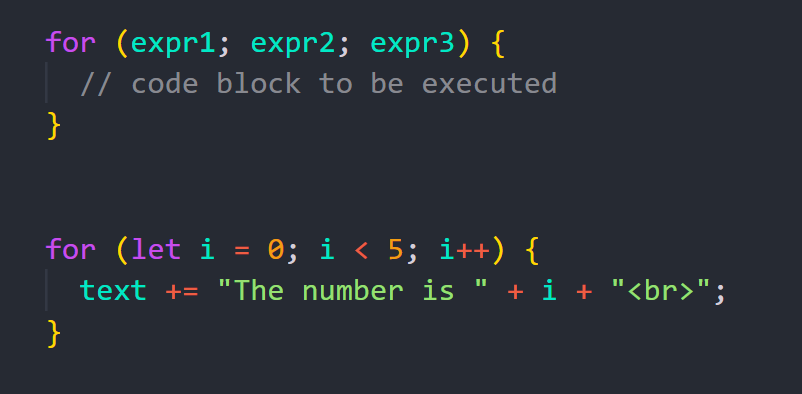 for (expr1; expr2; expr3) {
  // code block to be executed
}
for (let i = 0; i < 5; i++) {
  text += "The number is " + i + "<br>";
}